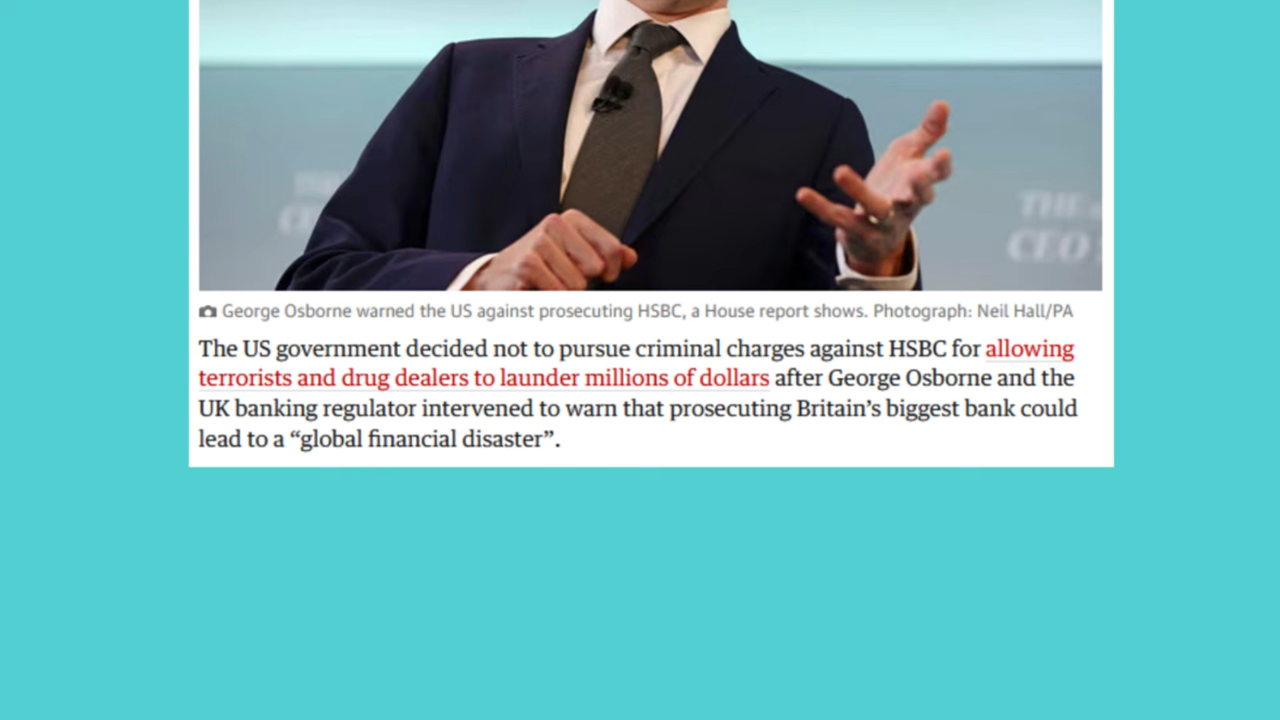 THE
CEO
George Osborne warned the US against prosecuting HSBC, a House report shows. Photograph: Neil Hall/PA
The US government decided not to pursue criminal charges against HSBC for allowing
terrorists and drug dealers to launder millions of dollars after George Osborne and the
UK banking regulator intervened to warn that prosecuting Britain’s biggest bank could
lead to a “global financial disaster”.